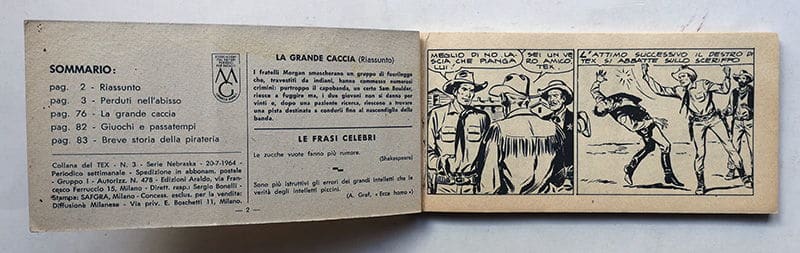 SOMMARIO:
pag. 2 - Riassunto
pag. 3 - Perduti nell'abisso
pag. 76 - La grande caccia
pag. 82 - Giuochi e passatempi
pag. 83 - Breve storia della pirateria
Collana del TEX - N. 3 - Serie Nebraska - 20-7-1964 -
Periodico settimanale - Spedizione in abbonam. postale
- Gruppo I - Autorizz. N. 478 - Edizioni Araldo, via Fran-
cesco Ferruccio 15, Milano - Dirett. resp.: Sergio Bonelli -
Stampa: SAFGRA, Milano - Concess. esclus. per la vendita:
Diffusione Milanese - Via priv. E. Boschetti 11, Milano.
MG
LA GRANDE CACCIA (Riassunto)
I fratelli Morgan smascherano un gruppo di fuorilegge
che, travestiti da indiani, hanno commesso numerosi
crimini: purtroppo il capobanda, un certo Sam Boulder,
riesce a fuggire ma, i due giovani non si danno per
vinti e, dopo una paziente ricerca, riescono a trovare
una pista destinata a condurli fino al nascondiglio della
banda.
LE FRASI CELEBRI
Le zucche vuote fanno più rumore.
(Shakespeare)
Sono più istruttivi gli errori dei grandi intelletti che le
verità degli intelletti piccini.
(A. Graf, « Ecce homo »)
— 2 —
MEGLIO DI NO. LA-
SCIA CHE PIANGA
LUI!
SEI UN VE-
RO AMICO,
TEX.
L'ATTIMO SUCCESSIVO IL DESTRO DI
TEX SI ABBATTE SULLO SCERIFFO.